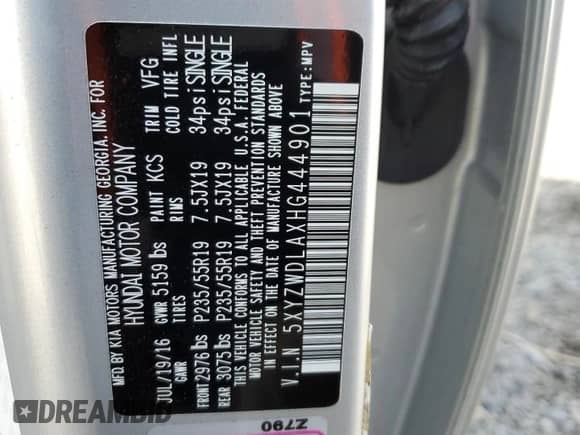 MFD.BY KIA MOTORS MANUFACTURING GEORGIA INC. FOR
HYUNDAI MOTOR COMPANY
JUL/19/16 GVWR 5159 lbs PAINT KCS TRIM VFG
GAWR TIRES RIMS COLD TIRE INFL
FRONT 2976 lbs P235/55R19 7.5JX19 34psi SINGLE
REAR 3075 lbs P235/55R19 7.5JX19 34psi SINGLE
THIS VEHICLE CONFORMS TO ALL APPLICABLE U.S.A. FEDERAL
MOTOR VEHICLE SAFETY AND THEFT PREVENTION STANDARDS
IN EFFECT ON THE DATE OF MANUFACTURE SHOWN ABOVE
V.I.N 5XYZWDLAXHG444901 TYPE:MPV
Z790
DREAMBID